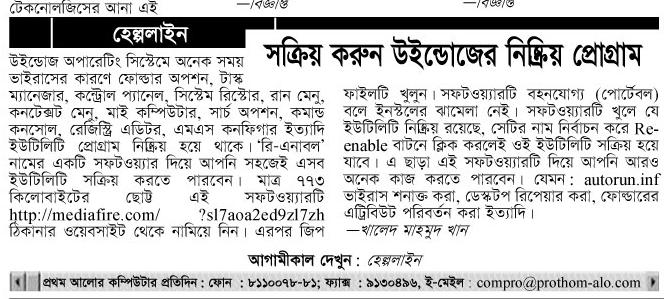 টেকনোলজিসের আনা এই
—বিজ্ঞপ্তি
—বিজ্ঞপ্তি
হেল্পলাইন
সক্রিয় করুন উইন্ডোজের নিষ্ক্রিয় প্রোগ্রাম
উইন্ডোজ অপারেটিং সিস্টেমে অনেক সময়
ভাইরাসের কারণে ফোল্ডার অপশন, টাস্ক
ম্যানেজার, কন্ট্রোল প্যানেল, সিস্টেম রিস্টোর, রান মেনু,
কনটেক্সট মেনু, মাই কম্পিউটার, সার্চ অপশন, কমান্ড
কনসোল, রেজিস্ট্রি এডিটর, এমএস কনফিগার ইত্যাদি
ইউটিলিটি প্রোগ্রাম নিষ্ক্রিয় হয়ে থাকে। ‘রি-এনাবল’
নামের একটি সফটওয়্যার দিয়ে আপনি সহজেই এসব
ইউটিলিটি সক্রিয় করতে পারবেন। মাত্র ৭৭৩
কিলোবাইটের ছোট্ট এই সফটওয়্যারটি
http://mediafire.com/ ?sl7aoa2ed9zl7zh
ঠিকানার ওয়েবসাইট থেকে নামিয়ে নিন। এরপর জিপ
ফাইলটি খুলুন। সফটওয়্যারটি বহনযোগ্য (পোর্টেবল)
বলে ইনস্টলের ঝামেলা নেই। সফটওয়্যার খুলে যে
ইউটিলিটি নিষ্ক্রিয় রয়েছে, সেটির নাম নির্বাচন করে Re-
enable বাটনে ক্লিক করলেই ওই ইউটিলিটি সক্রিয় হয়ে
যাবে। এ ছাড়া এই সফটওয়্যারটি দিয়ে আপনি আরও
অনেক কাজ করতে পারবেন। যেমন : autorun.inf
ভাইরাস শনাক্ত করা, ডেস্কটপ রিপেয়ার করা, ফোল্ডারের
এট্রিবিউট পরিবর্তন করা ইত্যাদি।
—খালেদ মাহমুদ খান
আগামীকাল দেখুন : হেল্পলাইন
প্রথম আলোর কম্পিউটার প্রতিদিন : ফোন : ৮১১০০৭৮-৮১; ফ্যাক্স : ৯১৩০৪৯৬, ই-মেইল : compro@prothom-alo.com